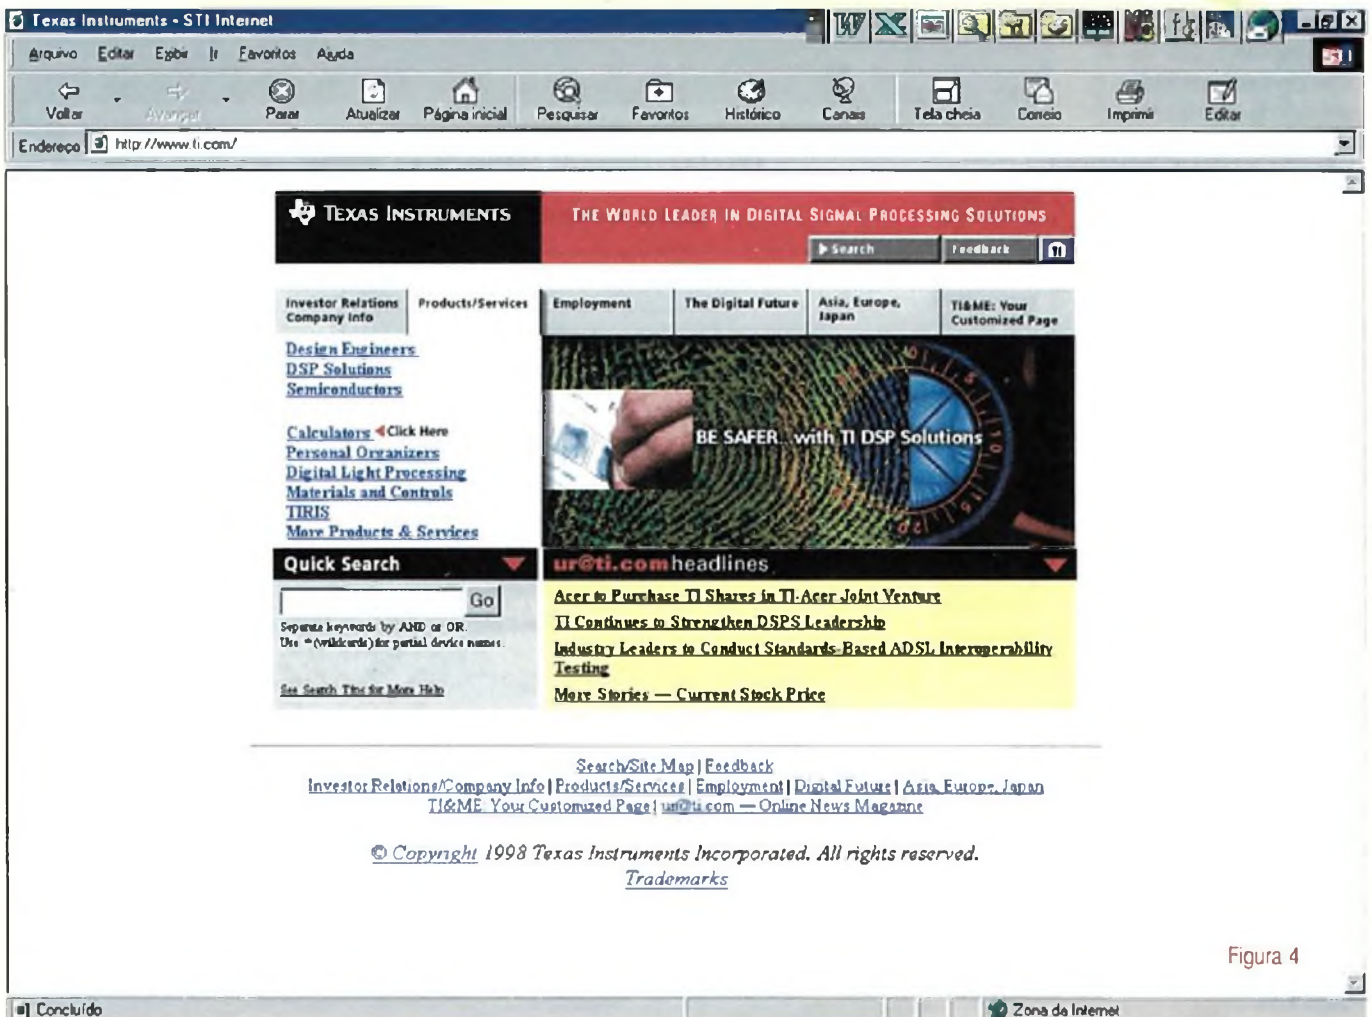 Texas Instruments - STI Internet
Arquivo Editar Exibir Ir Favoritos Ajuda
Voltar Avançar Parar Atualizar Página inicial Pesquisar Favoritos Histórico Canais Tela cheia Correio Imprimir Editar
Endereço http://www.ti.com/
TEXAS INSTRUMENTS
THE WORLD LEADER IN DIGITAL SIGNAL PROCESSING SOLUTIONS
Search Feedback
Investor Relations Company Info
Products/Services
Employment
The Digital Future
Asia, Europe, Japan
TI&ME: Your Customized Page
Design Engineers
DSP Solutions
Semiconductors
Calculators Click Here
Personal Organizers
Digital Light Processing
Materials and Controls
TIRIS
More Products & Services
BE SAFER... with TI DSP Solutions
Quick Search
Go
Separate keywords by AND or OR.
Use *(wildcards) for partial device names.
See Search Tips for More Help
ur@ti.com headlines
Acer to Purchase TI Shares in TI-Acer Joint Venture
TI Continues to Strengthen DSPS Leadership
Industry Leaders to Conduct Standards-Based ADSL Interoperability
Testing
More Stories — Current Stock Price
Search/Site Map | Feedback
Investor Relations/Company Info | Products/Services | Employment | Digital Future | Asia, Europe, Japan
TI&ME: Your Customized Page | ur@ti.com — Online News Magazine
© Copyright 1998 Texas Instruments Incorporated. All rights reserved.
Trademarks
Figura 4
Concluído
Zona da Internet